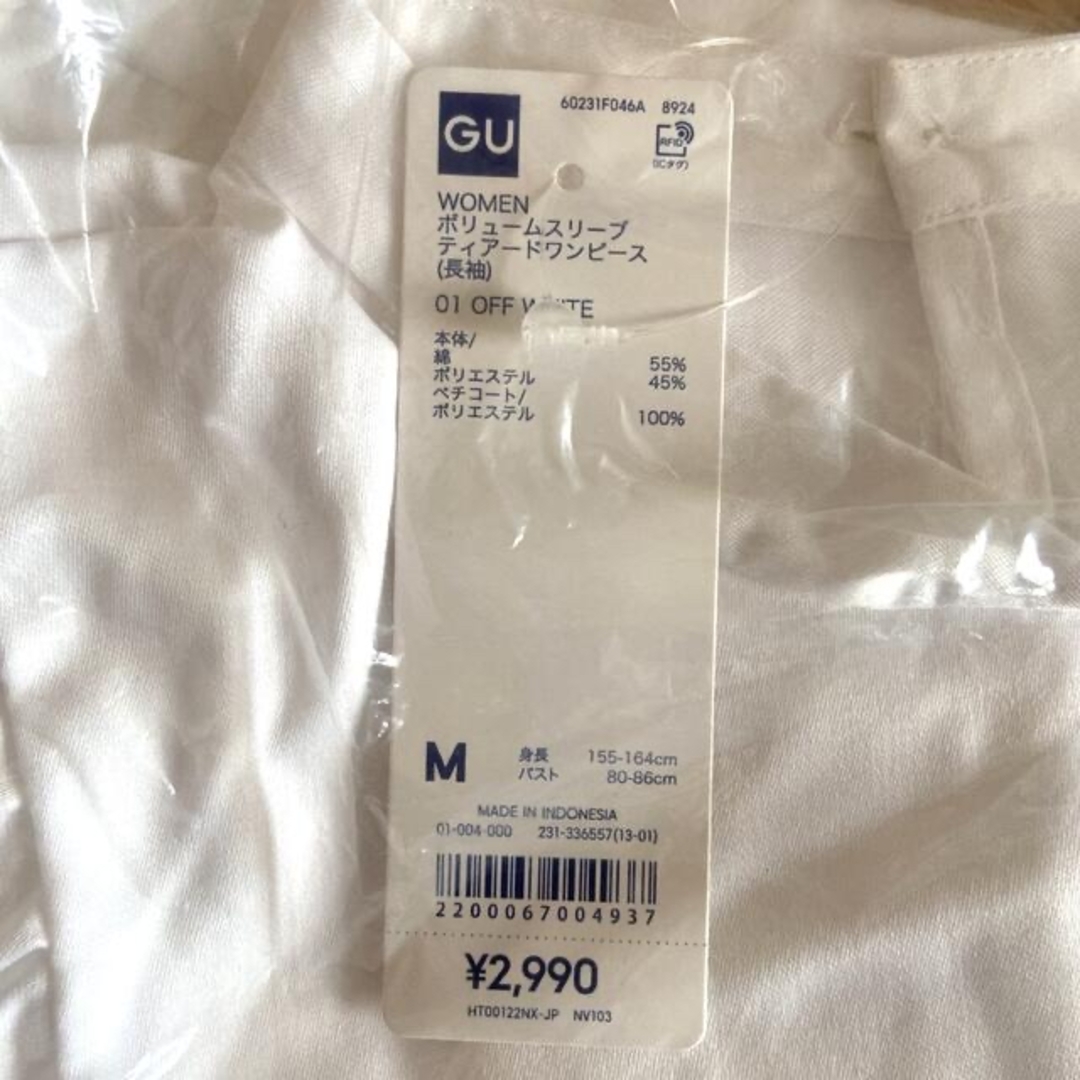 GU
60231F046A 8924
RFID
(ICタグ)
WOMEN
ボリュームスリーブ
ティアードワンピース
(長袖)
01 OFF WHITE
本体/
綿 55%
ポリエステル 45%
ペチコート/
ポリエステル 100%
M
身長 155-164cm
バスト 80-86cm
MADE IN INDONESIA
01-004-000 231-336557(13-01)
2200067004937
¥2,990
HT00122NX-JP NV103